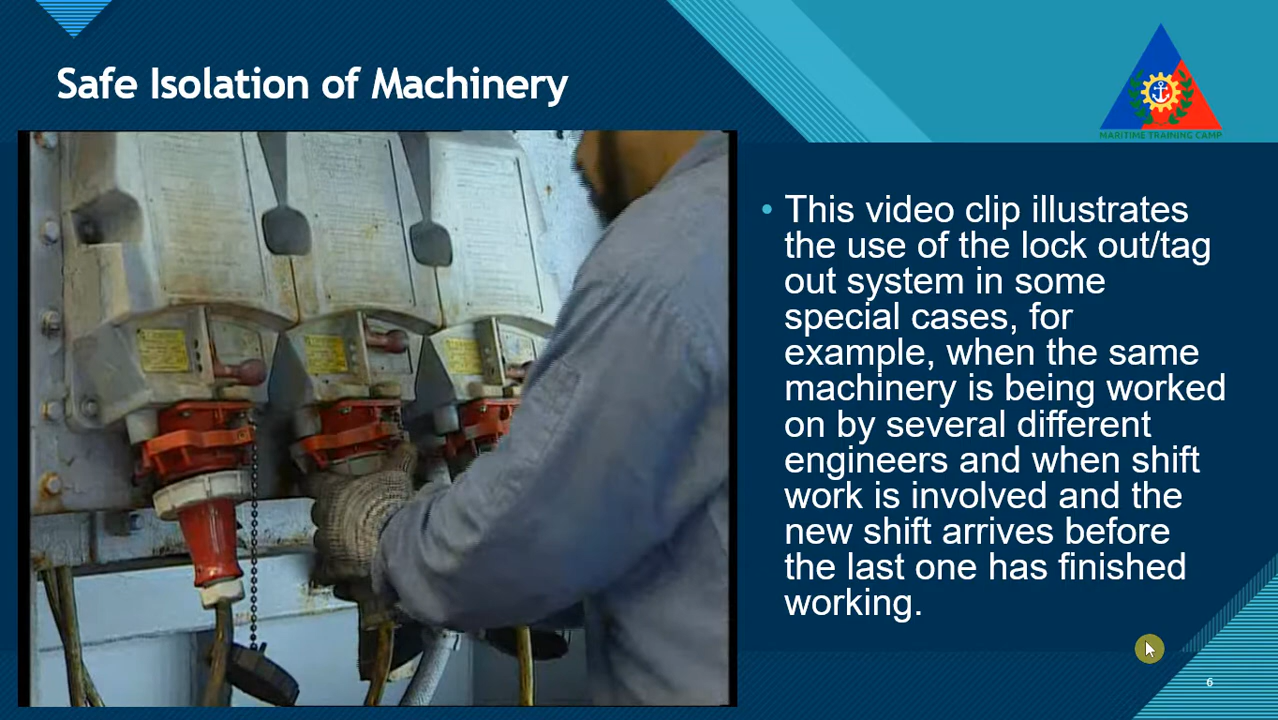 Safe Isolation of Machinery
MARITIME TRAINING CAMP
• This video clip illustrates
the use of the lock out/tag
out system in some
special cases, for
example, when the same
machinery is being worked
on by several different
engineers and when shift
work is involved and the
new shift arrives before
the last one has finished
working.
6